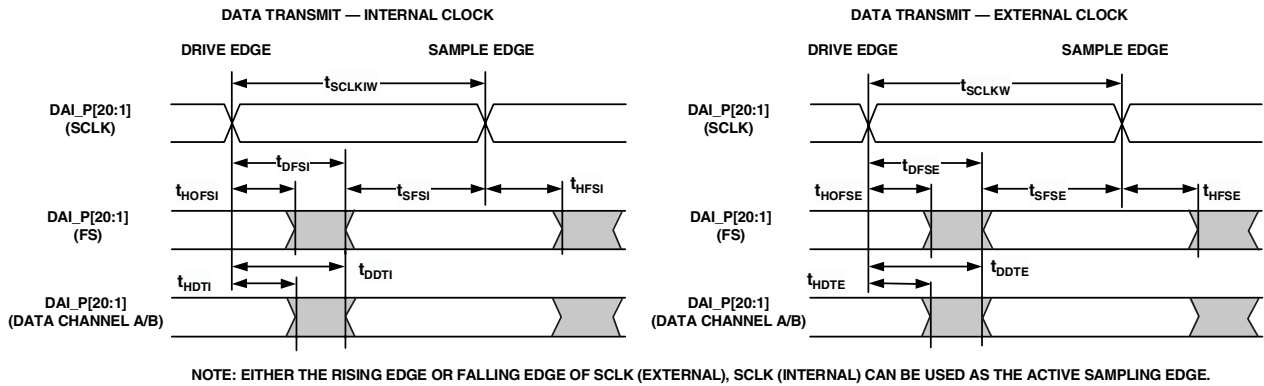 DATA TRANSMIT — INTERNAL CLOCK
DRIVE EDGE
SAMPLE EDGE
tSCLKIW
DAI_P[20:1]
(SCLK)
tDFSI
tHOFSI
tSFSI
tHFSI
DAI_P[20:1]
(FS)
tDDTI
tHDTI
DAI_P[20:1]
(DATA CHANNEL A/B)
DATA TRANSMIT — EXTERNAL CLOCK
DRIVE EDGE
SAMPLE EDGE
tSCLKW
DAI_P[20:1]
(SCLK)
tDFSE
tHOFSE
tSFSE
tHFSE
DAI_P[20:1]
(FS)
tDDTE
tHDTE
DAI_P[20:1]
(DATA CHANNEL A/B)
NOTE: EITHER THE RISING EDGE OR FALLING EDGE OF SCLK (EXTERNAL), SCLK (INTERNAL) CAN BE USED AS THE ACTIVE SAMPLING EDGE.